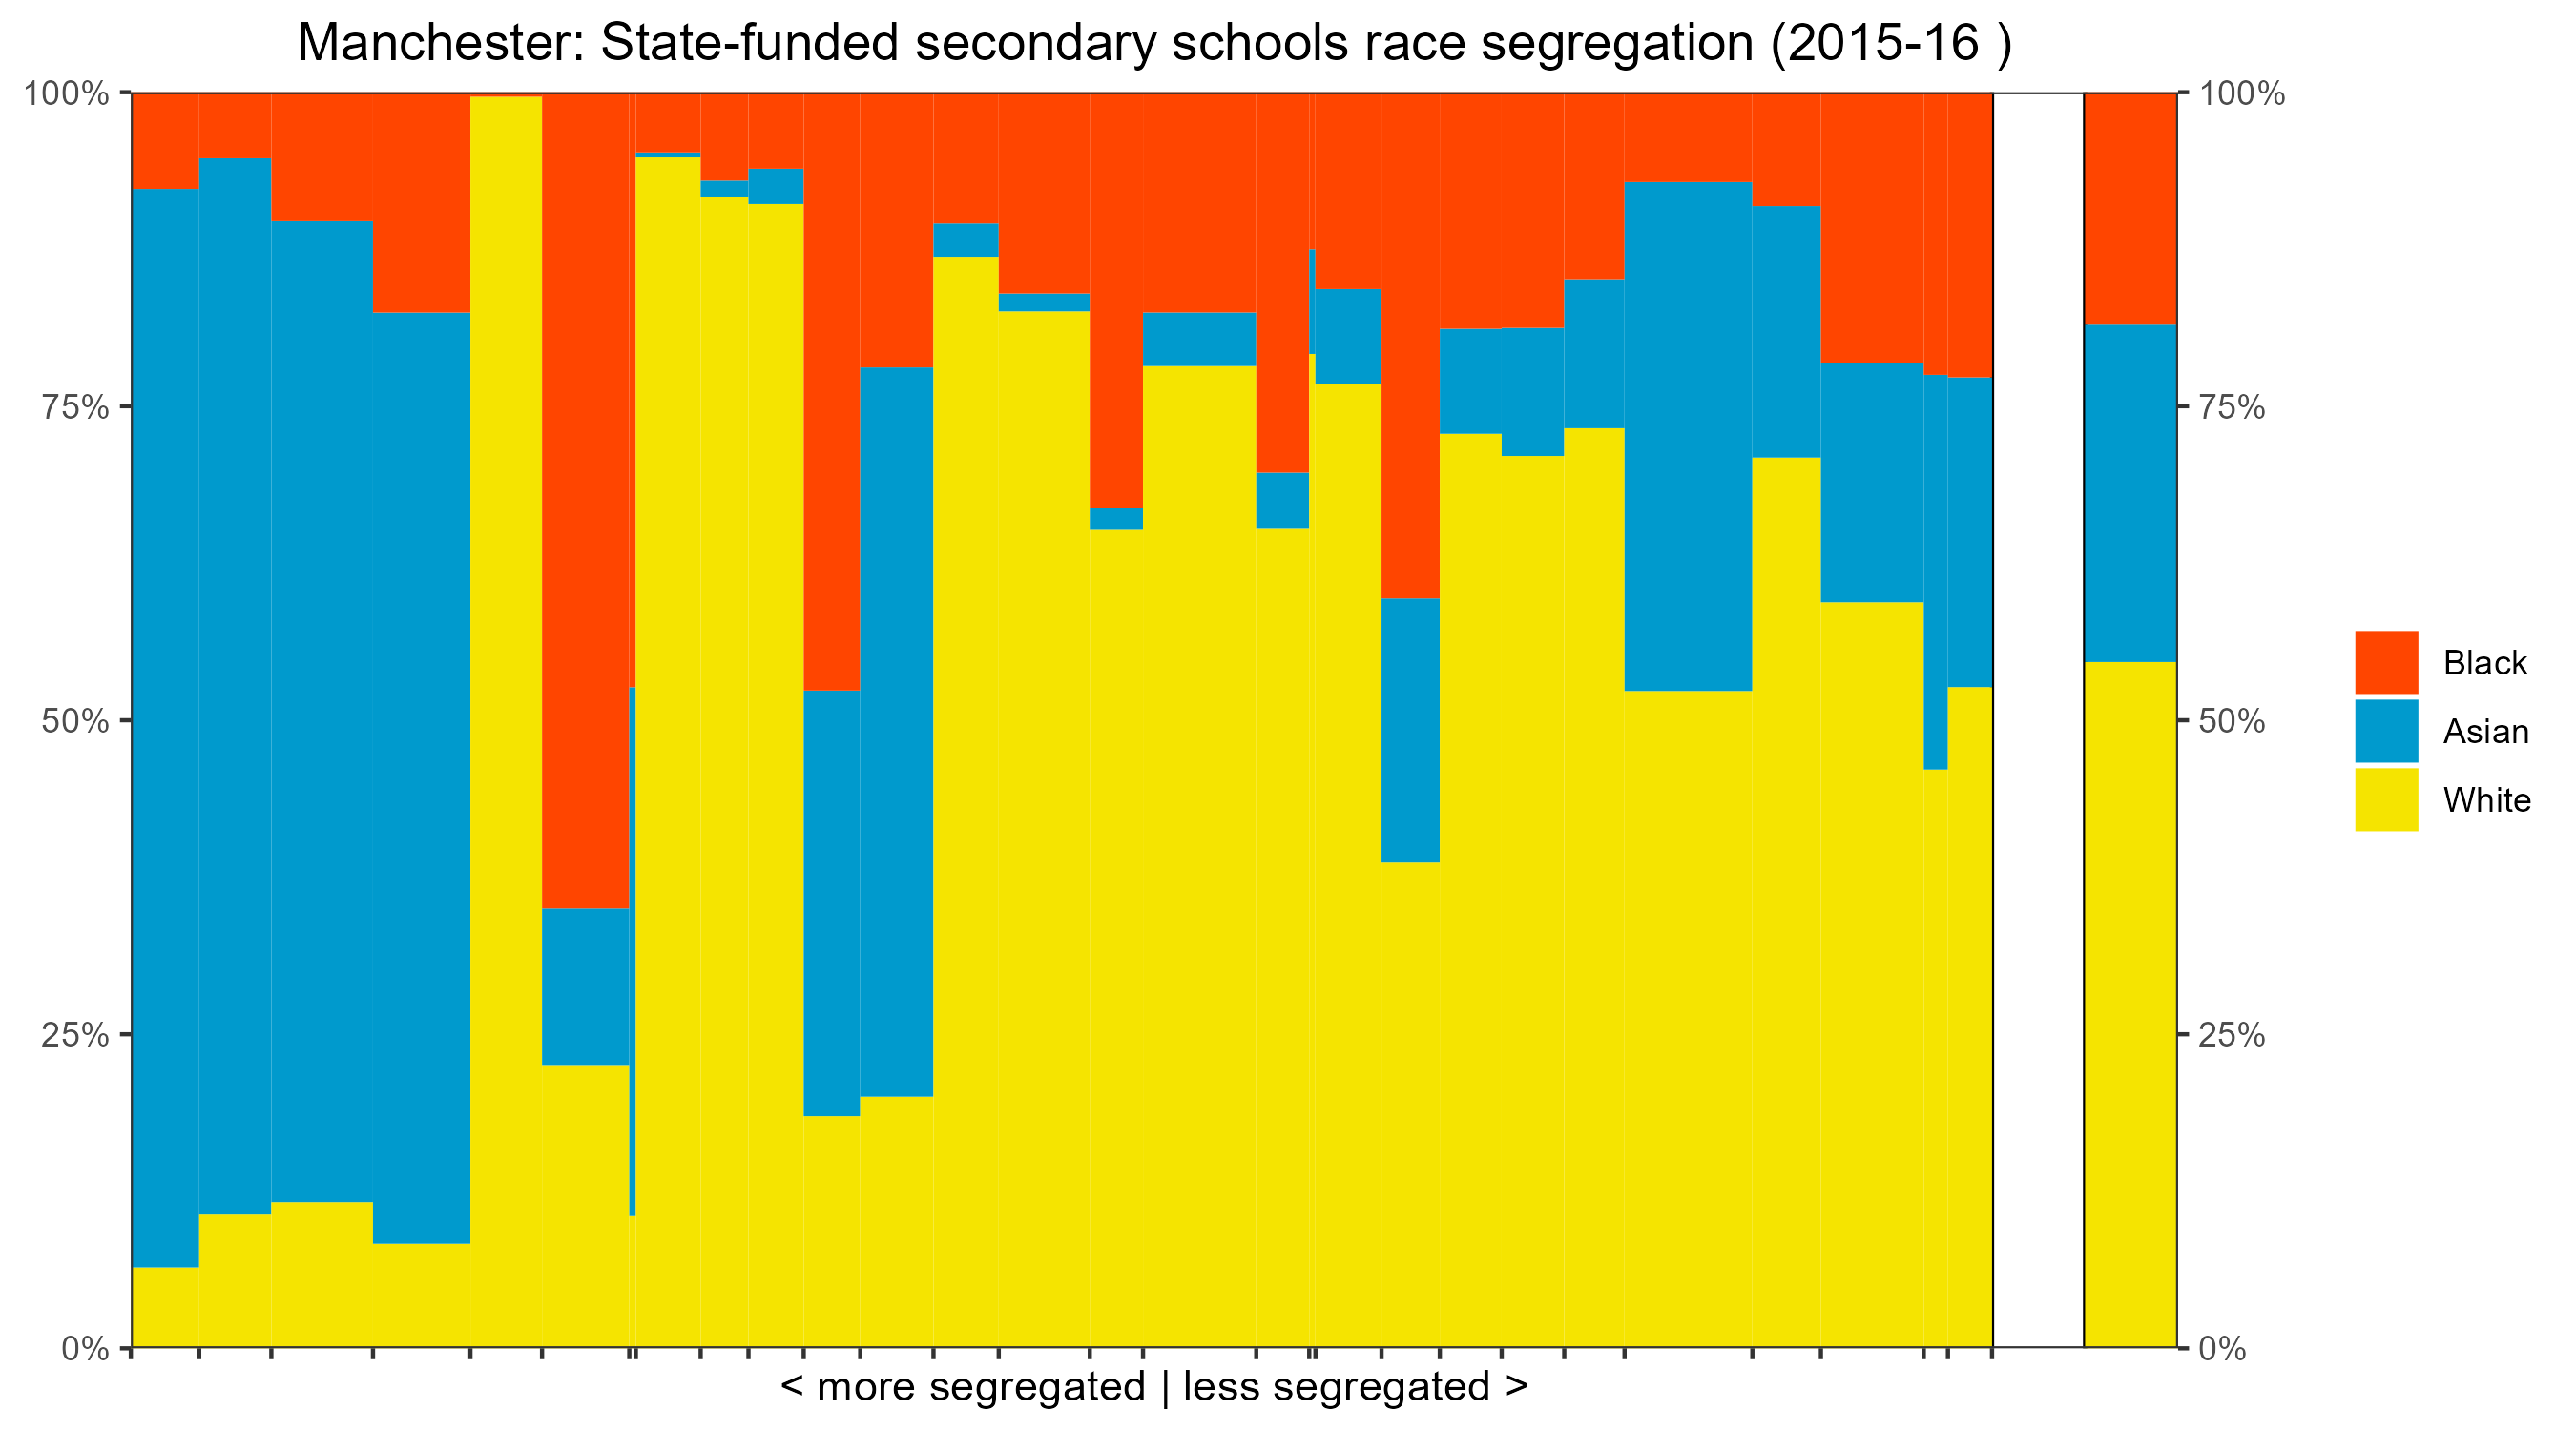 Manchester: State-funded secondary schools race segregation (2015-16 )
100%
75%
50%
25%
0%
100%
75%
50%
25%
0%
Black
Asian
White
< more segregated | less segregated >